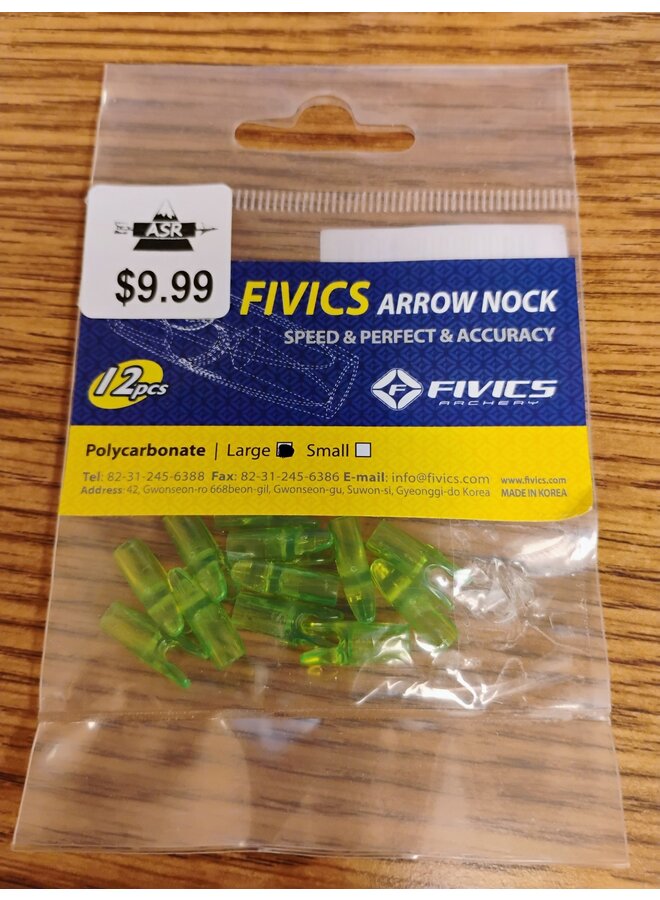 ASR
$9.99
FIVICS ARROW NOCK
SPEED & PERFECT & ACCURACY
12pcs
F FIVICS
ARCHERY
Polycarbonate | Large Small
Tel: 82-31-245-6388 Fax: 82-31-245-6386 E-mail: info@fivics.com www.fivics.com
Address: 42, Gwonseon-ro 668beon-gil, Gwonseon-gu, Suwon-si, Gyeonggi-do Korea MADE IN KOREA